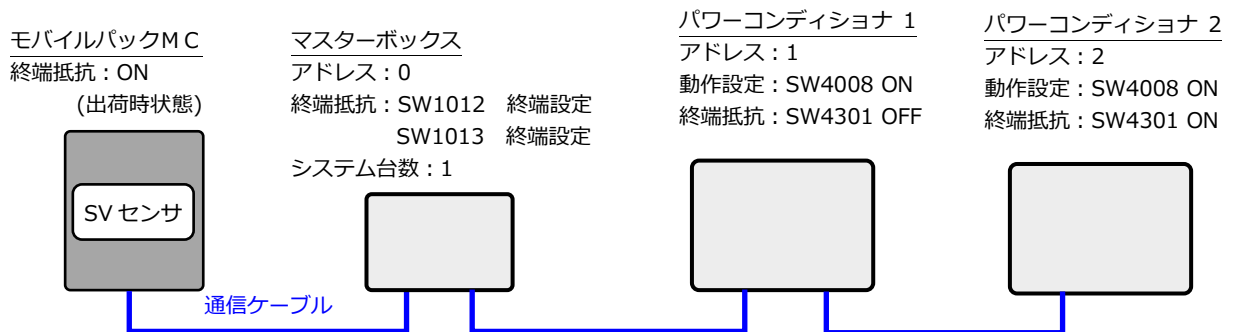 モバイルパックＭＣ
終端抵抗：ON
(出荷時状態)
SV センサ
マスターボックス
アドレス：0
終端抵抗：SW1012　終端設定
SW1013　終端設定
システム台数：1
パワーコンディショナ 1
アドレス：1
動作設定：SW4008 ON
終端抵抗：SW4301 OFF
パワーコンディショナ 2
アドレス：2
動作設定：SW4008 ON
終端抵抗：SW4301 ON
通信ケーブル